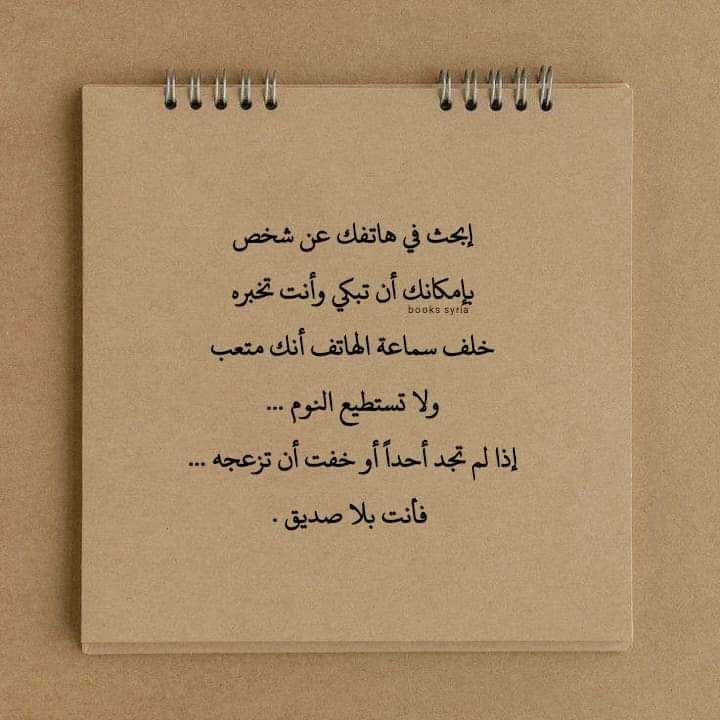 إبحث في هاتفك عن شخص
بإمكانك أن تبكي وأنت تخبره
books syria
خلف سماعة الهاتف أنك متعب
ولا تستطيع النوم ...
إذا لم تجد أحداً أو خفت أن تزعجه ...
فأنت بلا صديق .